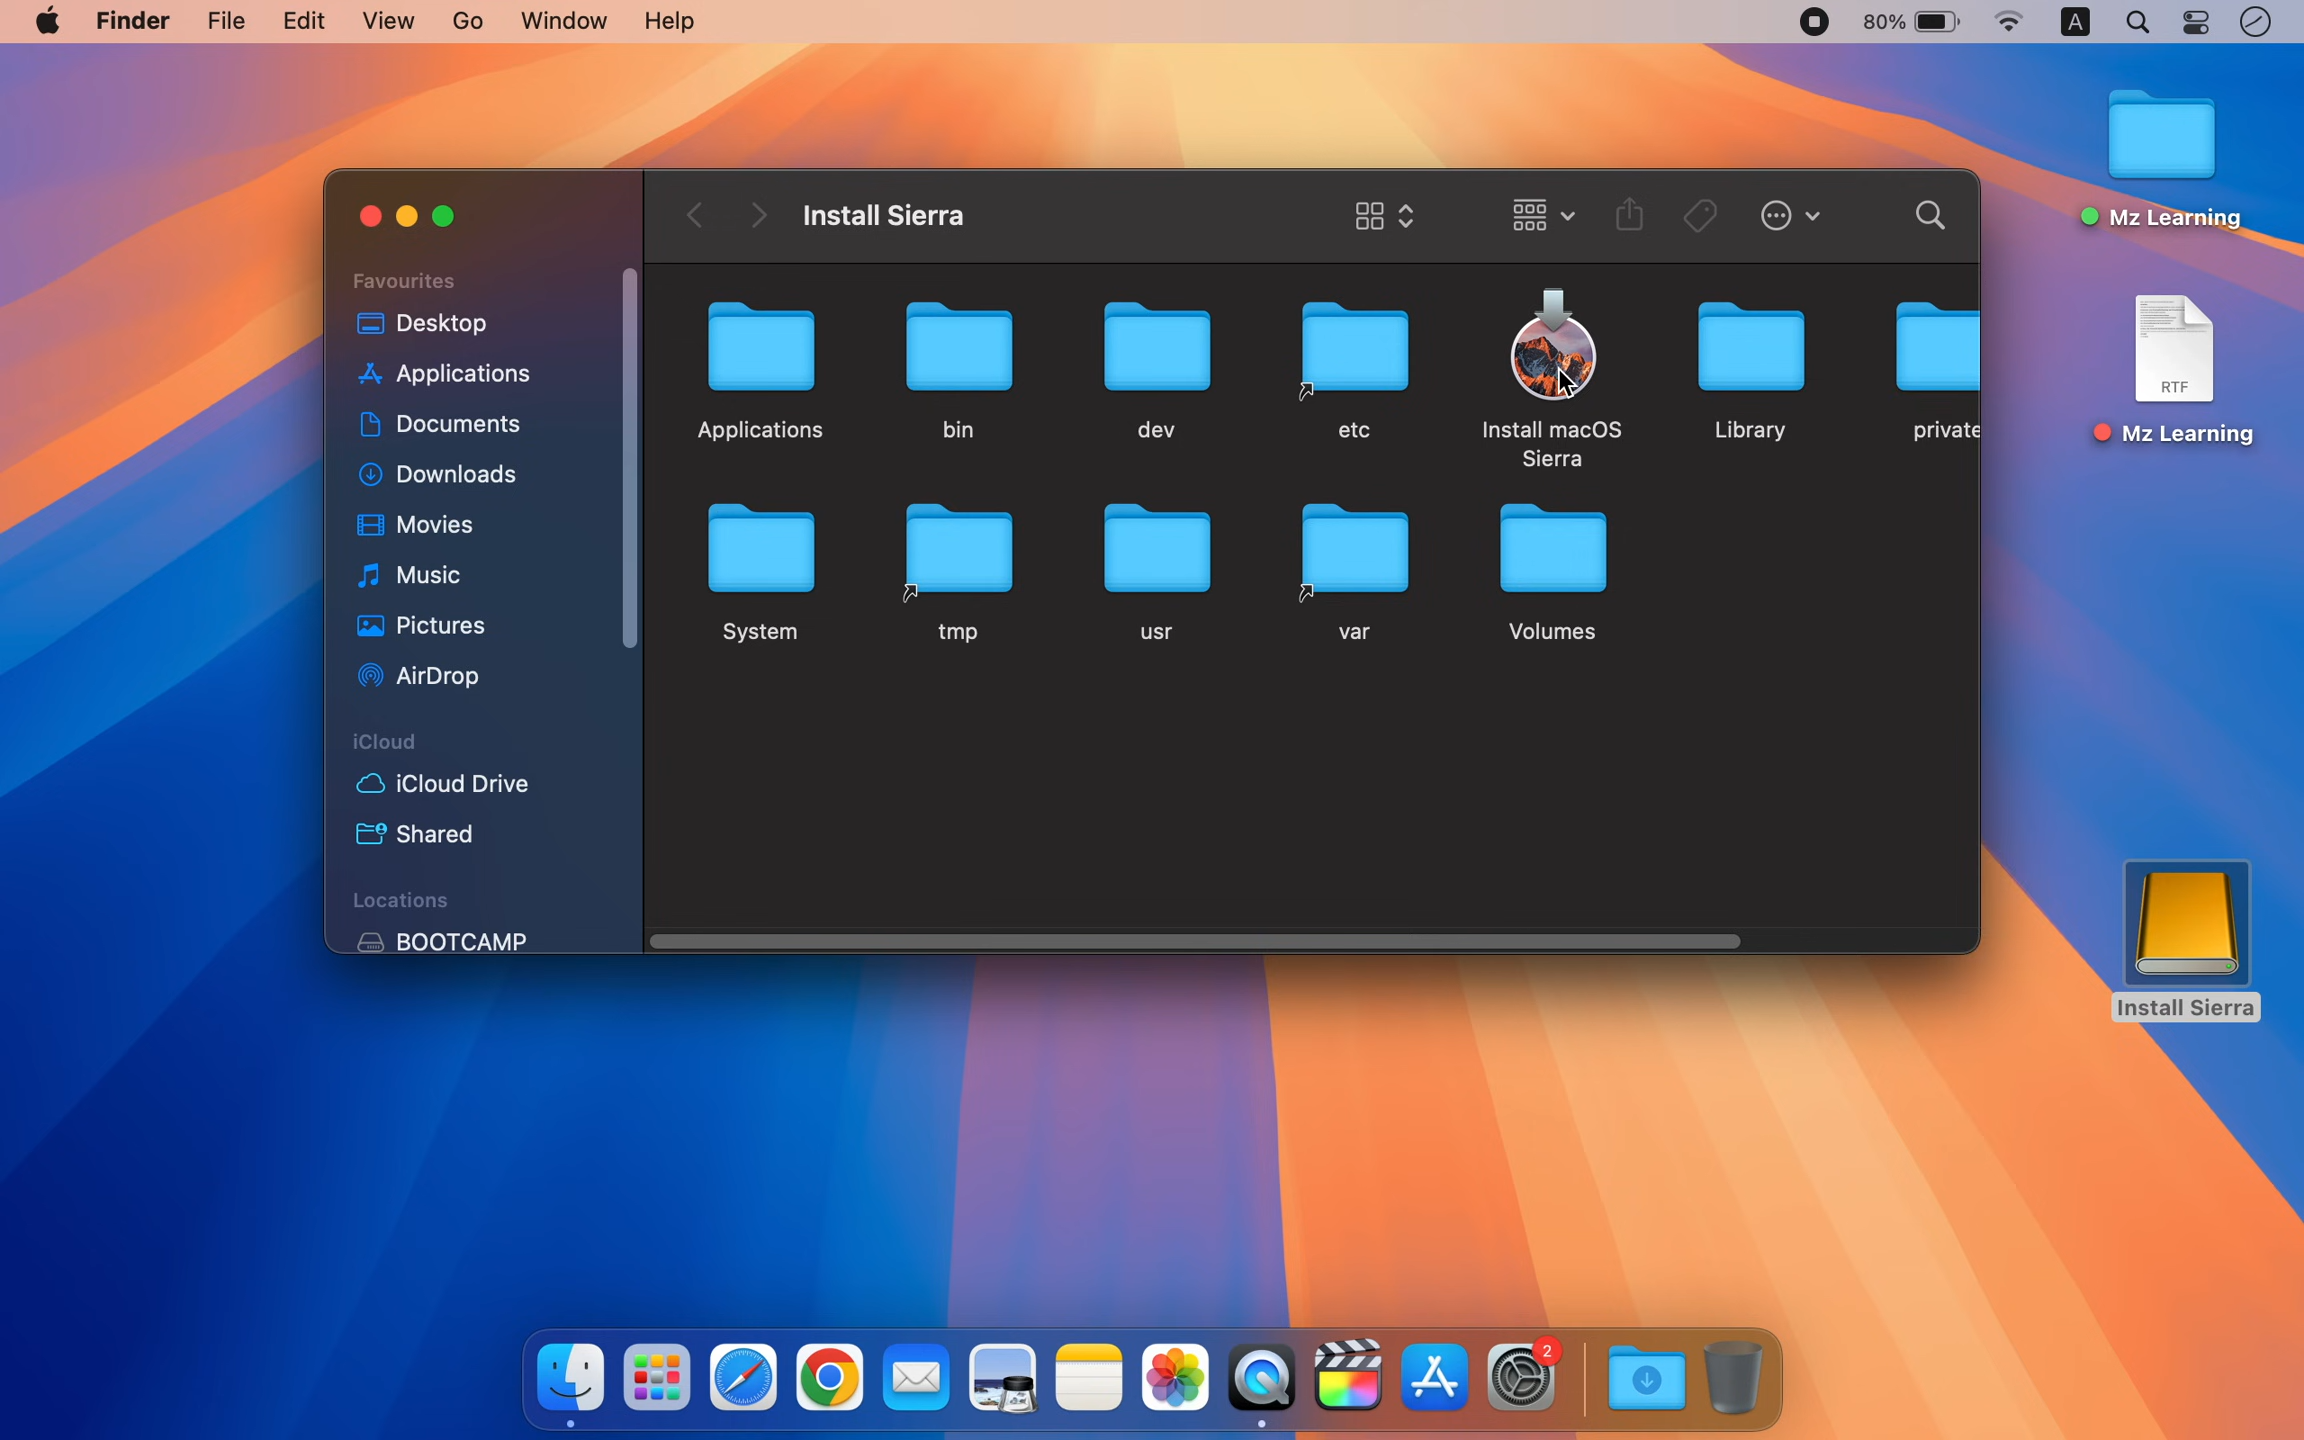 Finder File Edit View Go Window Help 80% A
Install Sierra
Favourites
Desktop
Applications
Documents
Downloads
Movies
Music
Pictures
AirDrop
iCloud
iCloud Drive
Shared
Locations
BOOTCAMP
Applications bin dev etc Install macOS Sierra Library private
System tmp usr var Volumes
Mz Learning
RTF
Mz Learning
Install Sierra
2